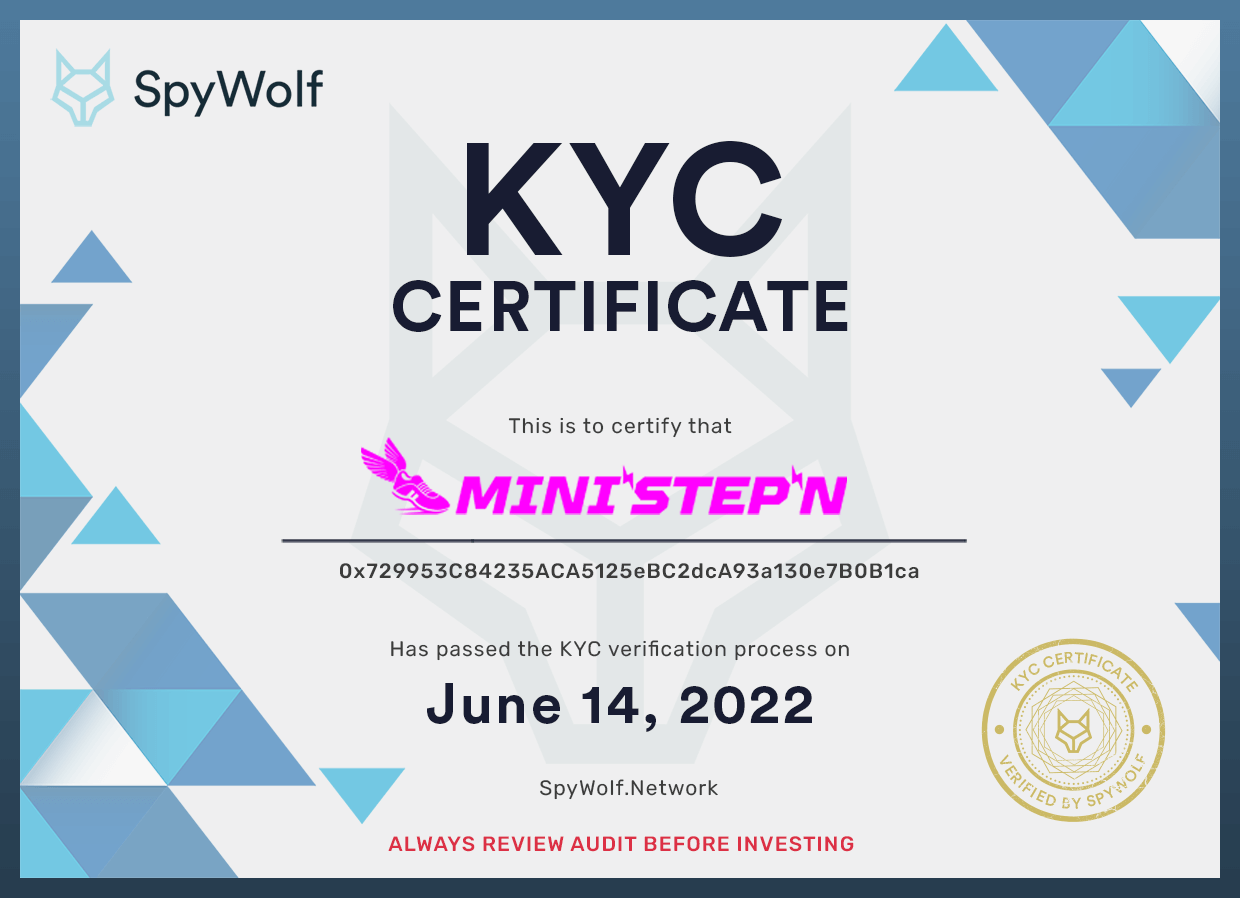 SpyWolf
KYC
CERTIFICATE
This is to certify that
MINI'STEP'N
0x729953C84235ACA5125eBC2dcA93a130e7B0B1ca
Has passed the KYC verification process on
June 14, 2022
KYC CERTIFICATE
VERIFIED BY SPYWOLF
SpyWolf.Network
ALWAYS REVIEW AUDIT BEFORE INVESTING